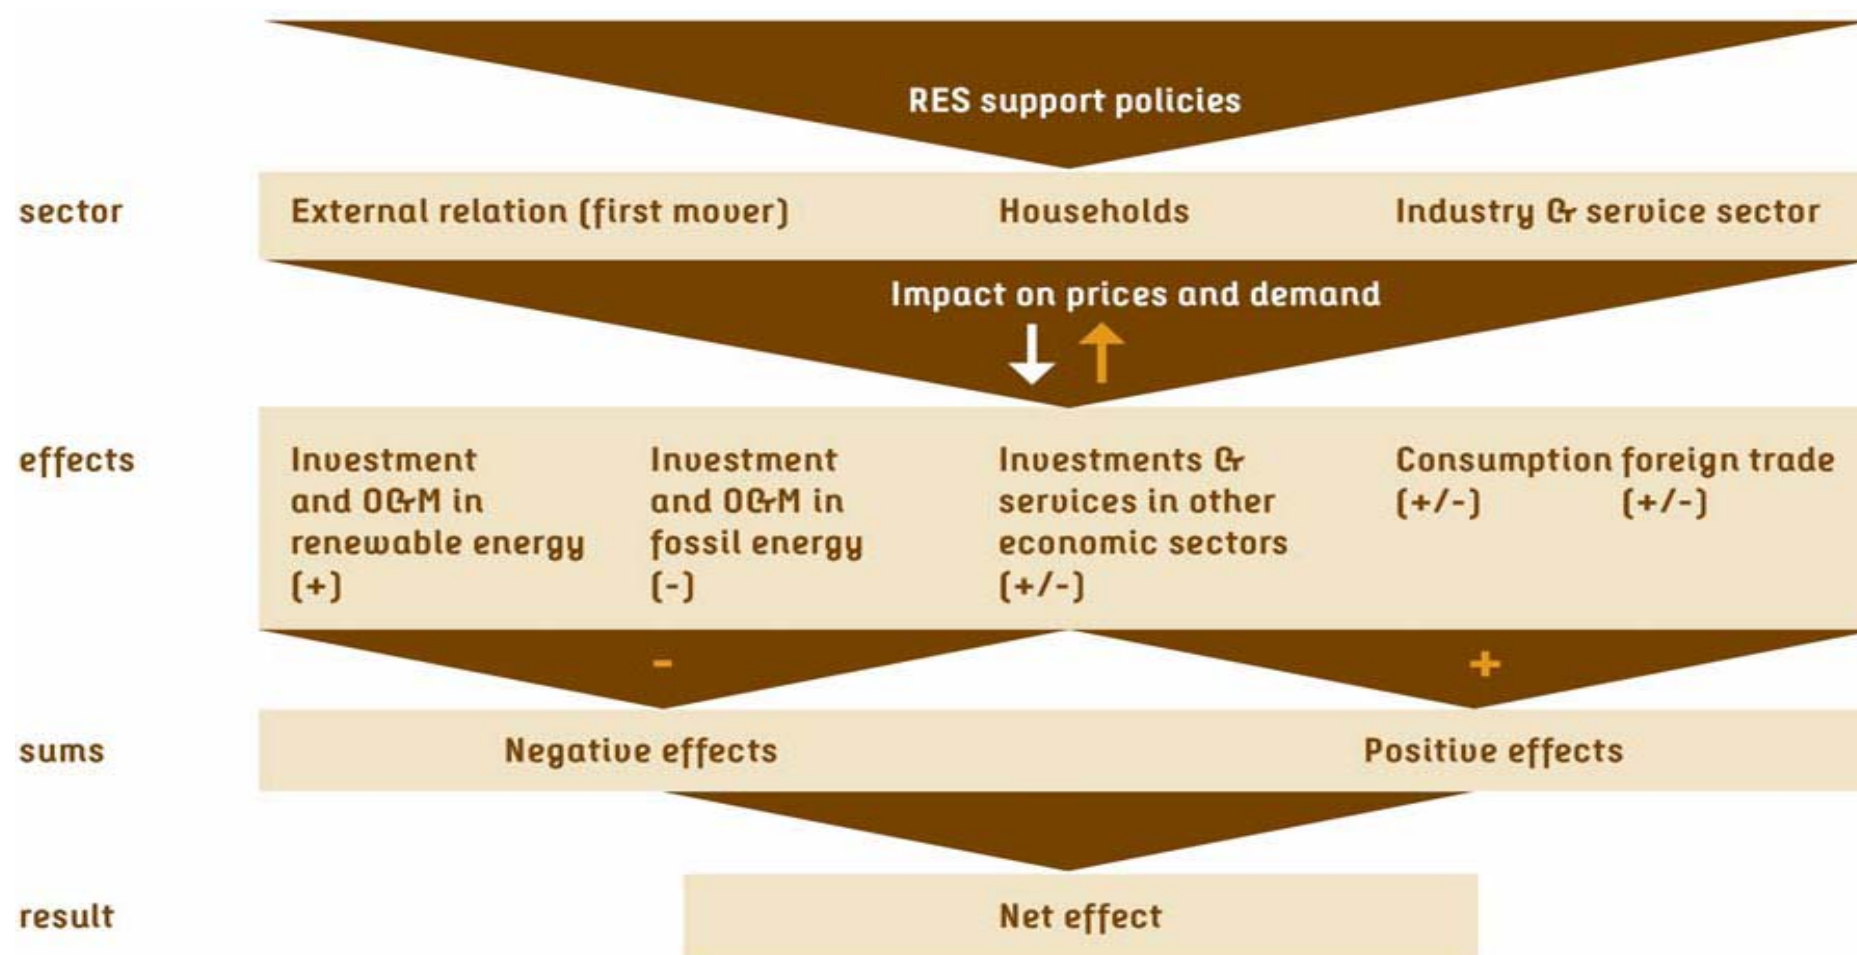 RES support policies
sector
External relation (first mover)
Households
Industry & service sector
Impact on prices and demand
effects
Investment
and O&M in
renewable energy
(+)
Investment
and O&M in
fossil energy
(-)
Investments &
services in other
economic sectors
(+/-)
Consumption
(+/-)
foreign trade
(+/-)
-
+
sums
Negative effects
Positive effects
result
Net effect